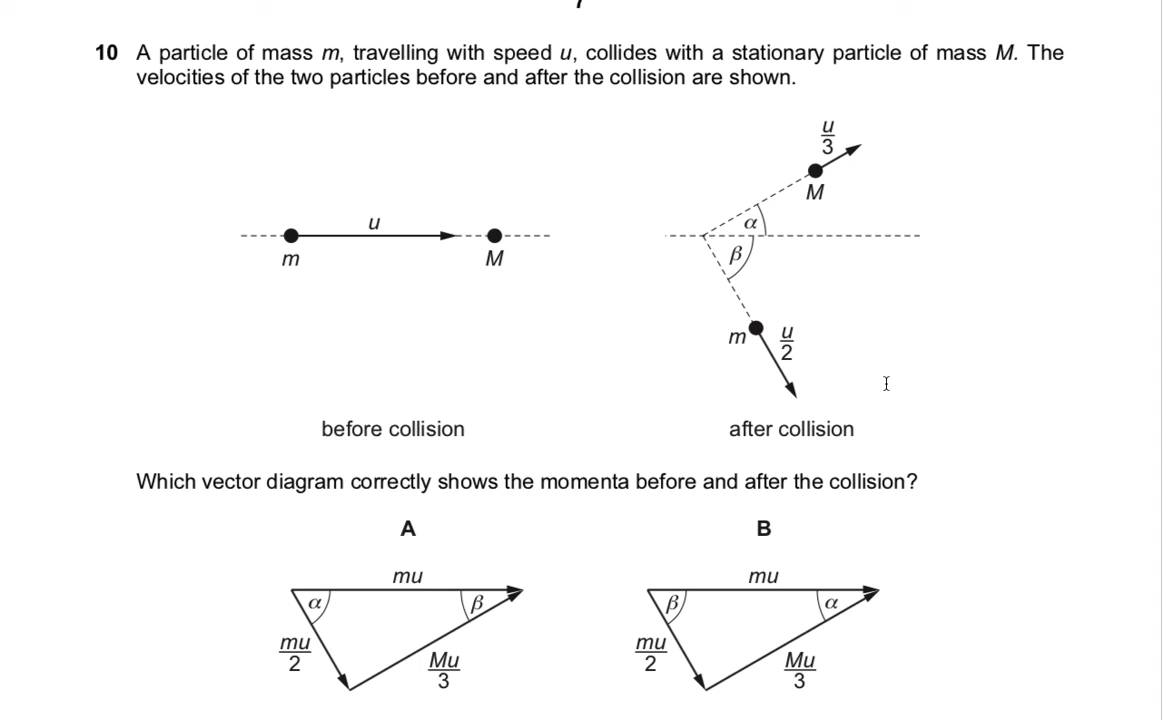 10 A particle of mass m, travelling with speed u, collides with a stationary particle of mass M. The
velocities of the two particles before and after the collision are shown.
u/3
M
u
α
β
m
M
m
u/2
before collision
after collision
Which vector diagram correctly shows the momenta before and after the collision?
A
B
mu
mu
α
β
β
α
mu/2
Mu/3
mu/2
Mu/3